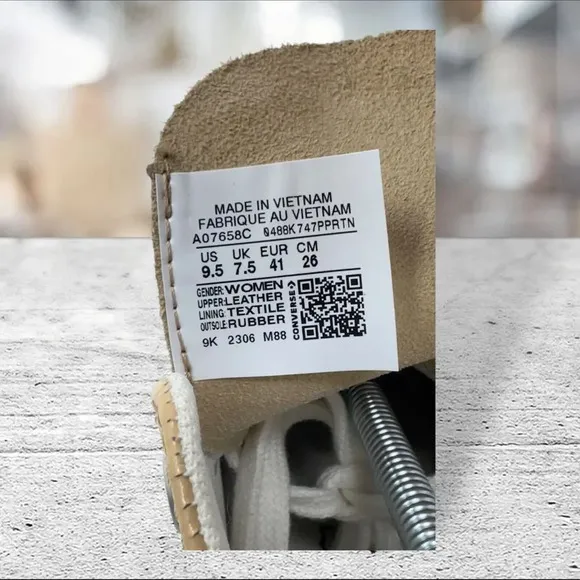 MADE IN VIETNAM
FABRIQUE AU VIETNAM
A07658C 0488K747PPRTN
US UK EUR CM
9.5 7.5 41 26
GENDER: WOMEN
UPPER: LEATHER
LINING: TEXTILE
OUTSOLE RUBBER
CONVERSE
9K 2306 M88